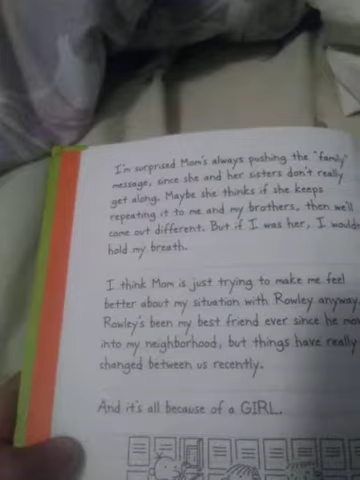 I'm surprised Mom's always pushing the "family"
message, since she and her sisters don't really
get along. Maybe she thinks if she keeps
repeating it to me and my brothers, then we'll
come out different. But if I was her, I wouldn
hold my breath.
I think Mom is just trying to make me feel
better about my situation with Rowley anyway.
Rowley's been my best friend ever since he mov
into my neighborhood, but things have really
changed between us recently.
And it's all because of a GIRL.